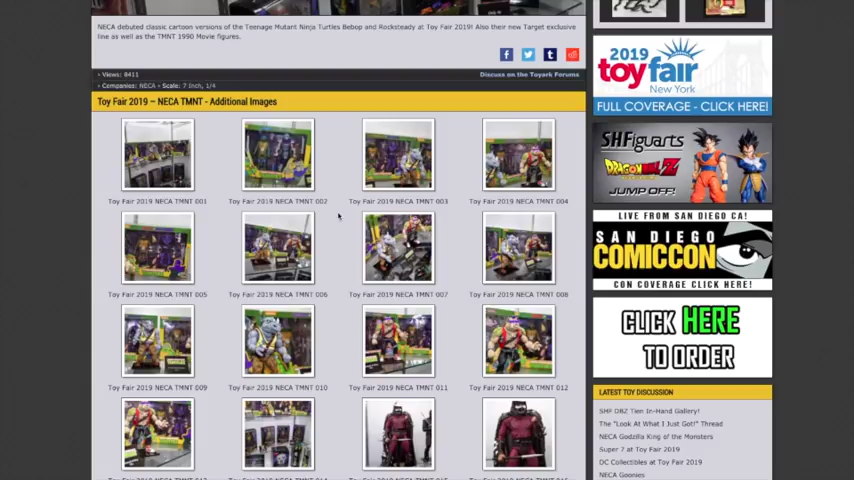 NECA debuted classic cartoon versions of the Teenage Mutant Ninja Turtles Bebop and Rocksteady at Toy Fair 2019! Also their new Target exclusive
line as well as the TMNT 1990 Movie figures.
› Views: 8411
Discuss on the Toyark Forums
› Companies: NECA - Scale: 7 Inch, 1/4
Toy Fair 2019 – NECA TMNT - Additional Images
Toy Fair 2019 NECA TMNT 001
Toy Fair 2019 NECA TMNT 002
Toy Fair 2019 NECA TMNT 003
Toy Fair 2019 NECA TMNT 004
Toy Fair 2019 NECA TMNT 005
Toy Fair 2019 NECA TMNT 006
Toy Fair 2019 NECA TMNT 007
Toy Fair 2019 NECA TMNT 008
Toy Fair 2019 NECA TMNT 009
Toy Fair 2019 NECA TMNT 010
Toy Fair 2019 NECA TMNT 011
Toy Fair 2019 NECA TMNT 012
2019
toyfair
New York
FULL COVERAGE - CLICK HERE!
SHFiguarts
DRAGONBALL Z
JUMP OFF!
LIVE FROM SAN DIEGO CA!
SAN DIEGO
COMICCON
CON COVERAGE CLICK HERE!
CLICK HERE
TO ORDER
LATEST TOY DISCUSSION
SHF DBZ Tien In-Hand Gallery!
The "Look At What I Just Got!" Thread
NECA Godzilla King of the Monsters
Super 7 at Toy Fair 2019
DC Collectibles at Toy Fair 2019
NECA Goonies